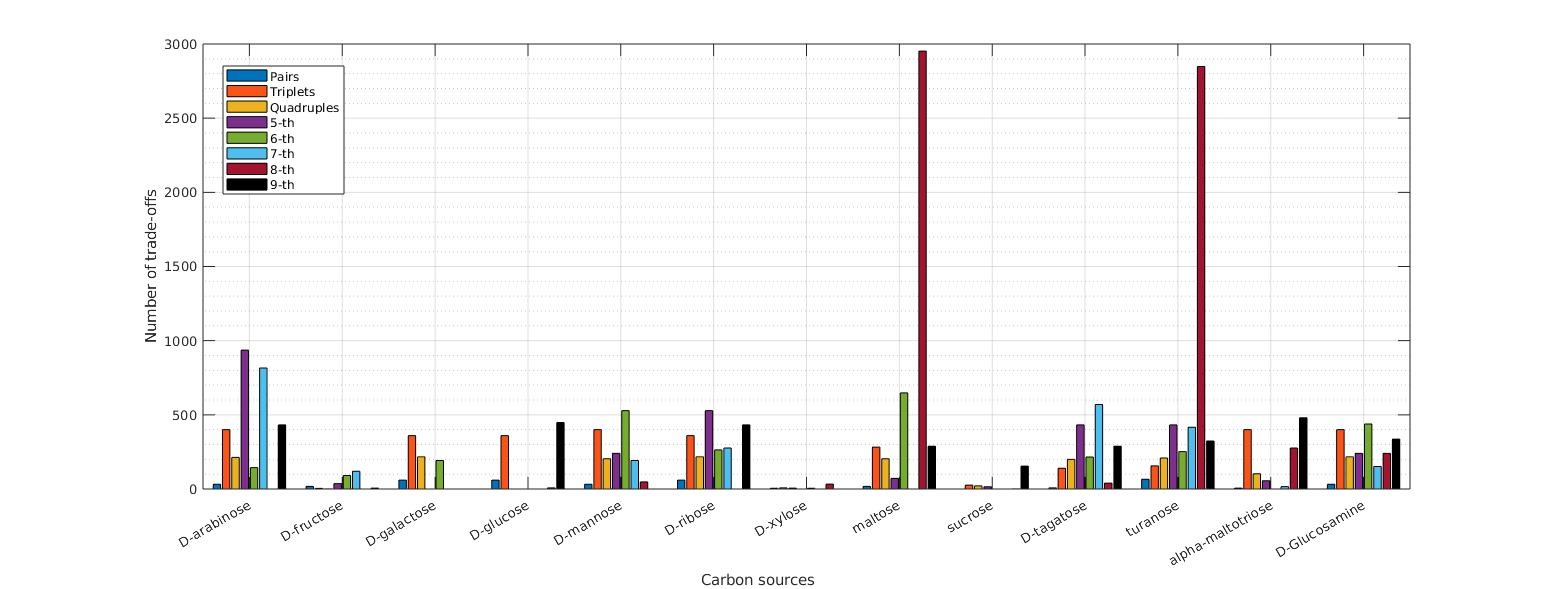 3000
2500
2000
1500
1000
500
0
Number of trade-offs
Pairs
Triplets
Quadruples
5-th
6-th
7-th
8-th
9-th
D-arabinose
D-fructose
D-galactose
D-glucose
D-mannose
D-ribose
D-xylose
maltose
sucrose
D-tagatose
turanose
alpha-maltotriose
D-Glucosamine
Carbon sources